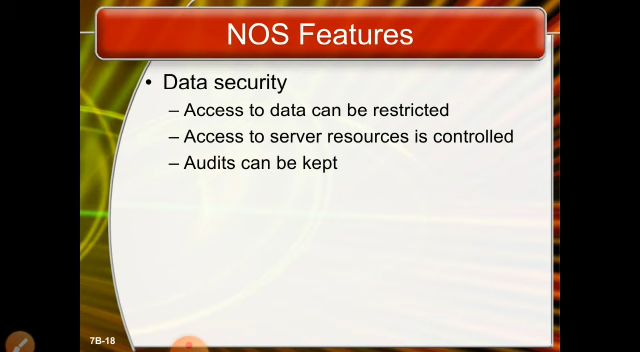 NOS Features
• Data security
– Access to data can be restricted
– Access to server resources is controlled
– Audits can be kept
7B-18